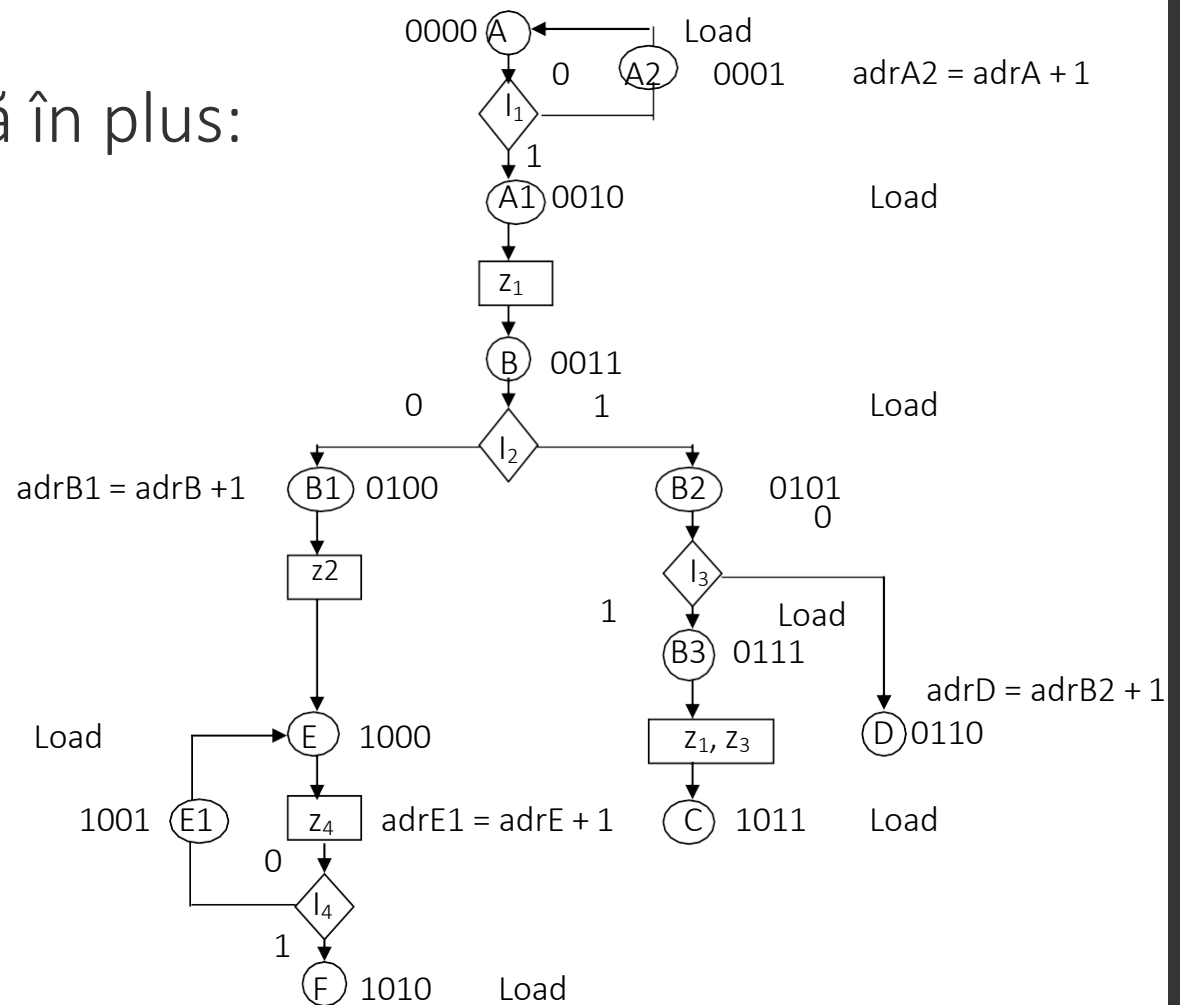 0000 A Load
0 A2 0001 adrA2 = adrA + 1
ă în plus:
I₁
1
A1 0010 Load
z₁
B 0011
0 1 Load
I₂
adrB1 = adrB +1 B1 0100 B2 0101
0
z2 I₃
1 Load
B3 0111
adrD = adrB2 + 1
Load E 1000 z₁, z₃ D 0110
1001 E1 z₄ adrE1 = adrE + 1 C 1011 Load
0
I₄
1
F 1010 Load